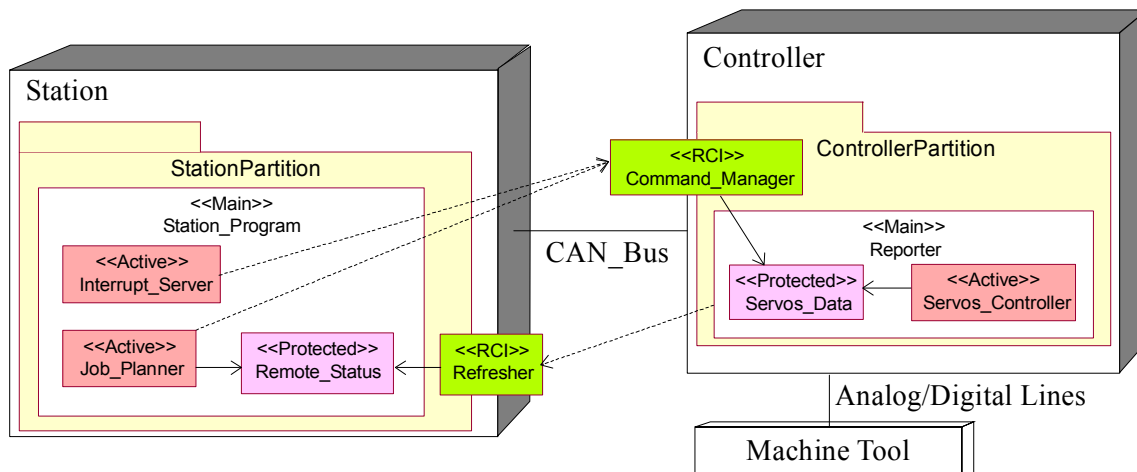 Station
StationPartition
<<Main>>
Station_Program
<<Active>>
Interrupt_Server
<<Active>>
Job_Planner
<<Protected>>
Remote_Status
<<RCI>>
Refresher
CAN_Bus
Controller
ControllerPartition
<<RCI>>
Command_Manager
<<Main>>
Reporter
<<Protected>>
Servos_Data
<<Active>>
Servos_Controller
Analog/Digital Lines
Machine Tool